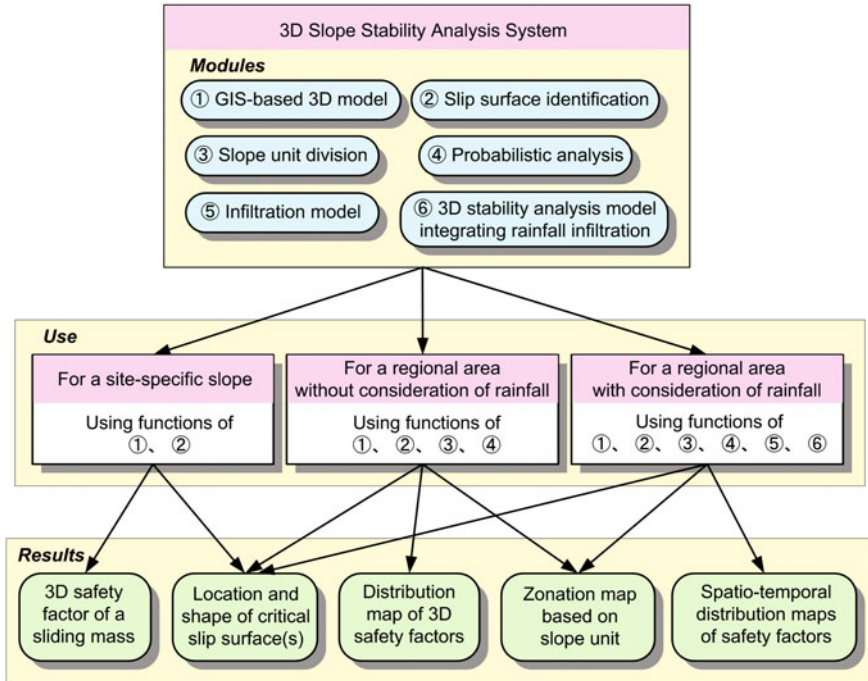 3D Slope Stability Analysis System
Modules
① GIS-based 3D model
② Slip surface identification
③ Slope unit division
④ Probabilistic analysis
⑤ Infiltration model
⑥ 3D stability analysis model
integrating rainfall infiltration
Use
For a site-specific slope
Using functions of
①、②
For a regional area
without consideration of rainfall
Using functions of
①、②、③、④
For a regional area
with consideration of rainfall
Using functions of
①、②、③、④、⑤、⑥
Results
3D safety
factor of a
sliding mass
Location and
shape of critical
slip surface(s)
Distribution
map of 3D
safety factors
Zonation map
based on
slope unit
Spatio-temporal
distribution maps
of safety factors